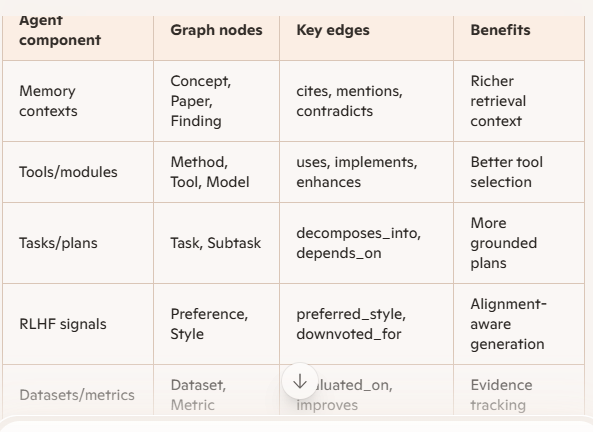 Agent
component
Graph nodes
Key edges
Benefits
Memory
contexts
Concept,
Paper,
Finding
cites, mentions,
contradicts
Richer
retrieval
context
Tools/modules
Method,
Tool, Model
uses, implements,
enhances
Better tool
selection
Tasks/plans
Task, Subtask
decomposes_into,
depends_on
More
grounded
plans
RLHF signals
Preference,
Style
preferred_style,
downvoted_for
Alignment-
aware
generation
Datasets/metrics
Dataset,
Metric
improves
Evidence
tracking